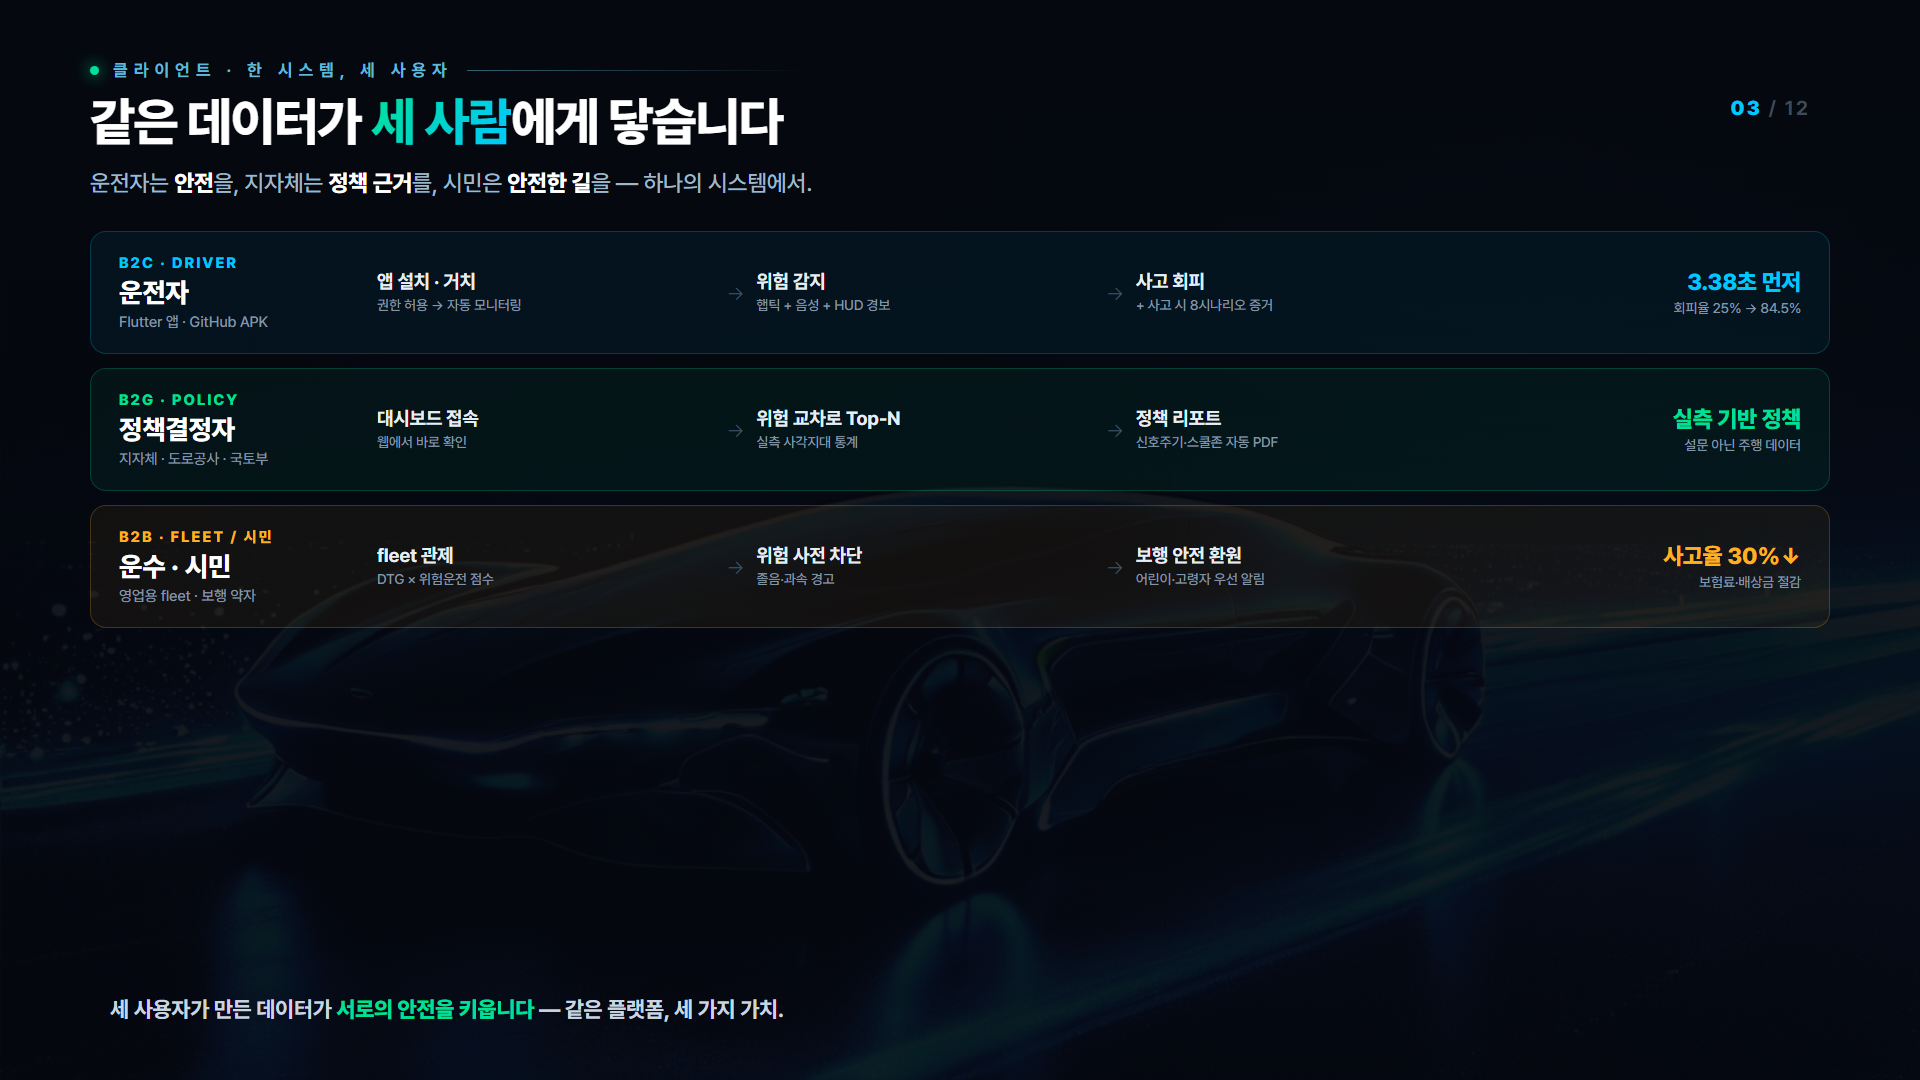 클라이언트 · 한 시스템, 세 사용자
같은 데이터가 세 사람에게 닿습니다
03 / 12
운전자는 안전을, 지자체는 정책 근거를, 시민은 안전한 길을 — 하나의 시스템에서.
B2C · DRIVER
운전자
Flutter 앱 · GitHub APK
앱 설치 · 거치
권한 허용 → 자동 모니터링
→
위험 감지
햅틱 + 음성 + HUD 경보
→
사고 회피
+ 사고 시 8시나리오 증거
3.38초 먼저
회피율 25% → 84.5%
B2G · POLICY
정책결정자
지자체 · 도로공사 · 국토부
대시보드 접속
웹에서 바로 확인
→
위험 교차로 Top-N
실측 사각지대 통계
→
정책 리포트
신호주기·스쿨존 자동 PDF
실측 기반 정책
설문 아닌 주행 데이터
B2B · FLEET / 시민
운수 · 시민
영업용 fleet · 보행 약자
fleet 관제
DTG × 위험운전 점수
→
위험 사전 차단
졸음·과속 경고
→
보행 안전 환원
어린이·고령자 우선 알림
사고율 30%↓
보험료·배상금 절감
세 사용자가 만든 데이터가 서로의 안전을 키웁니다 — 같은 플랫폼, 세 가지 가치.